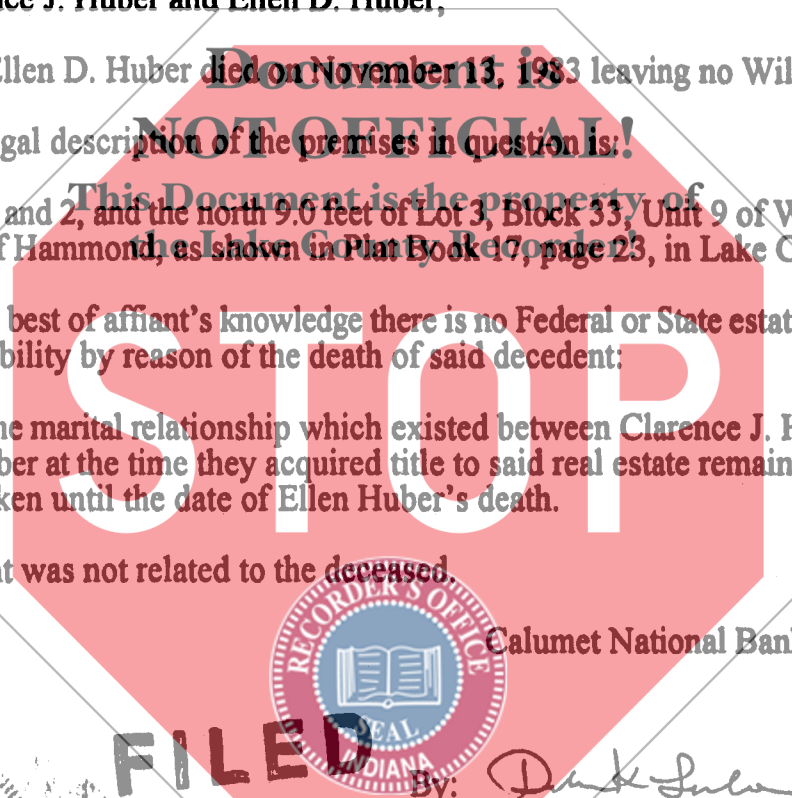 ce J. Huber and Ellen D. Huber,
Ellen D. Huber died on November 13, 1983 leaving no Wil
Document is
gal description of the premises in question is:
NOT OFFICIAL!
This Document is the property of
and 2, and the north 9.0 feet of Lot 3, Block 33, Unit 9 of W
the Lake County Recorder!
f Hammond, as shown in Plat Book 17, page 23, in Lake C
best of affiant's knowledge there is no Federal or State estat
bility by reason of the death of said decedent:
STOP
he marital relationship which existed between Clarence J. H
ber at the time they acquired title to said real estate remain
ken until the date of Ellen Huber's death.
t was not related to the deceased.
RECORDER'S OFFICE
Calumet National Ban
SEAL
INDIANA
FILED
By: